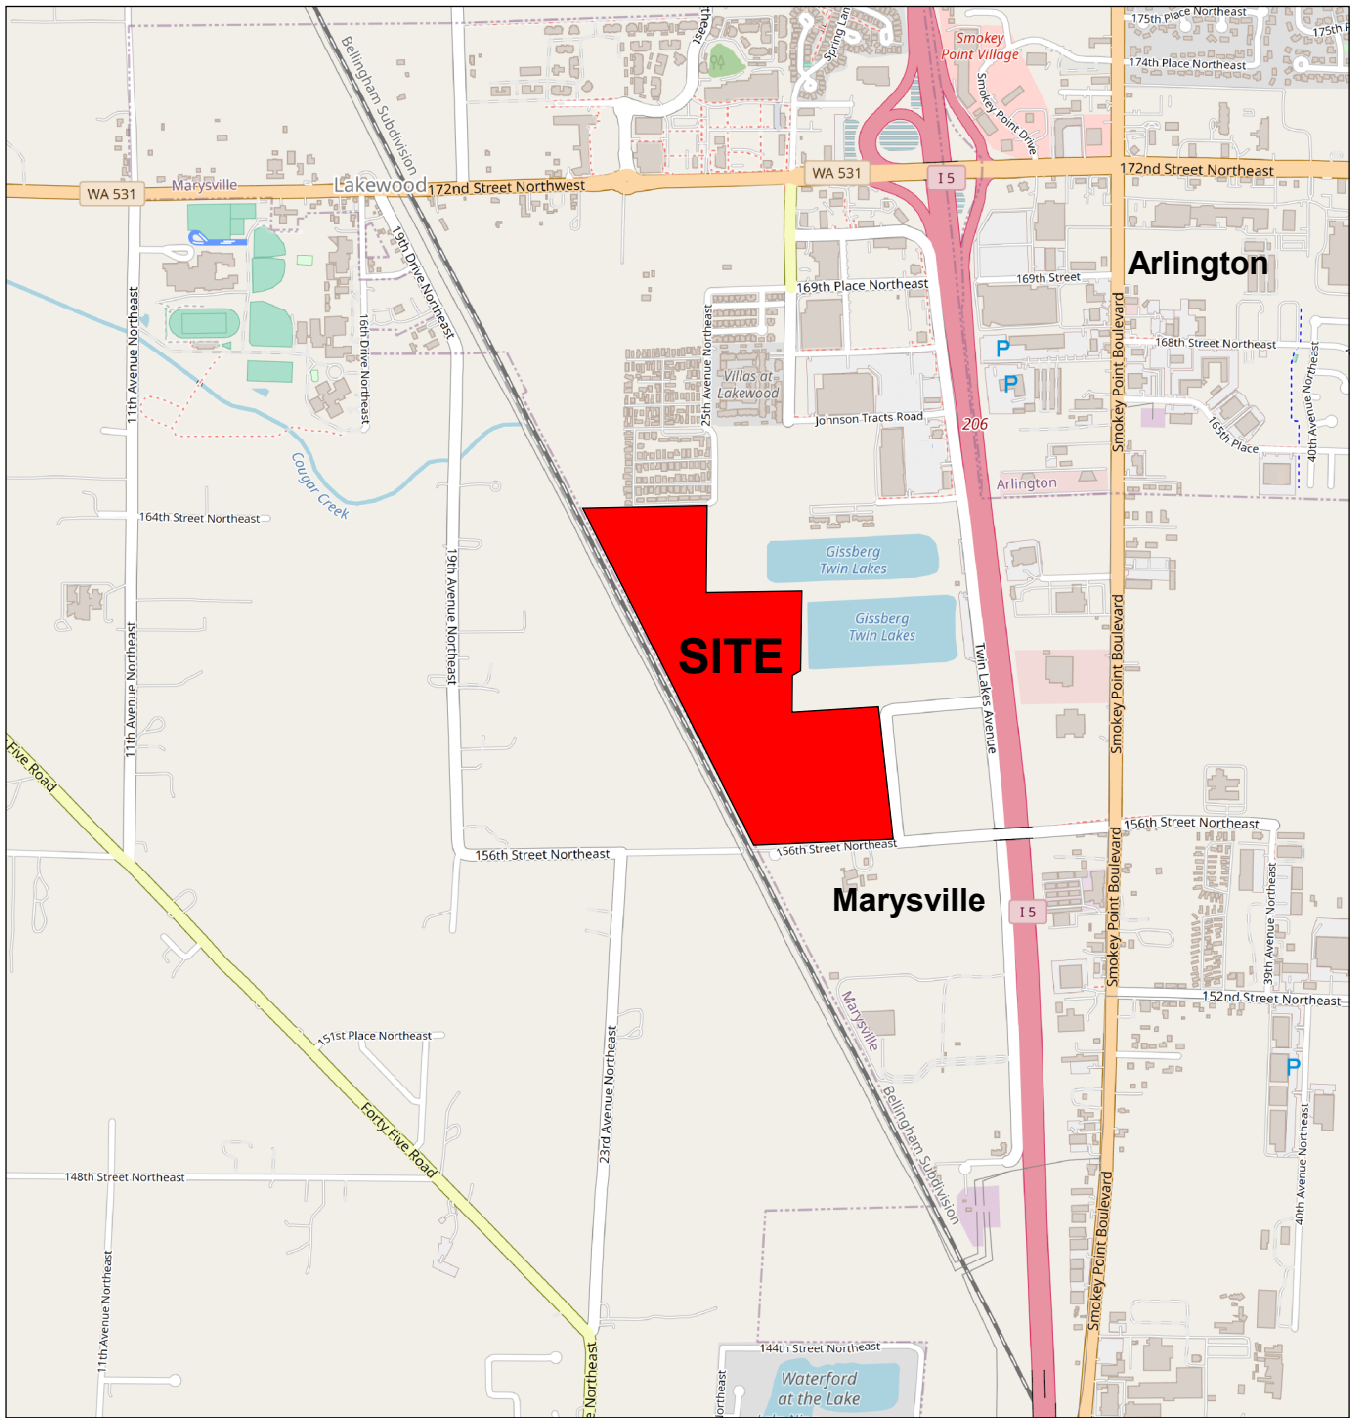 175th Place Northeast
Smokey
Point Village
174th Place Northeast
Spring Lan
Bellingham Subdivision
Smokey Point Drive
172nd Street Northeast
WA 531
I 5
Marysville
Lakewood
172nd Street Northwest
WA 531
19th Drive Northeast
Arlington
169th Street
169th Place Northeast
11th Avenue Northeast
16th Drive Northeast
25th Avenue Northeast
Smokey Point Boulevard
168th Street Northeast
P
P
Villas at
Lakewood
Johnson Tracts Road
206
165th Place
40th Avenue Northeast
Cougar Creek
Arlington
164th Street Northeast
19th Avenue Northeast
Gissberg
Twin Lakes
Gissberg
Twin Lakes
SITE
11th Avenue Northeast
Twin Lakes Avenue
Smokey Point Boulevard
Five Road
156th Street Northeast
156th Street Northeast
156th Street Northeast
Marysville
I 5
Smokey Point Boulevard
39th Avenue Northeast
152nd Street Northeast
Marysville
151st Place Northeast
23rd Avenue Northeast
P
Bellingham Subdivision
Forty Five Road
148th Street Northeast
40th Avenue Northeast
Smokey Point Boulevard
11th Avenue Northeast
144th Street Northeast
Waterford
at the Lake